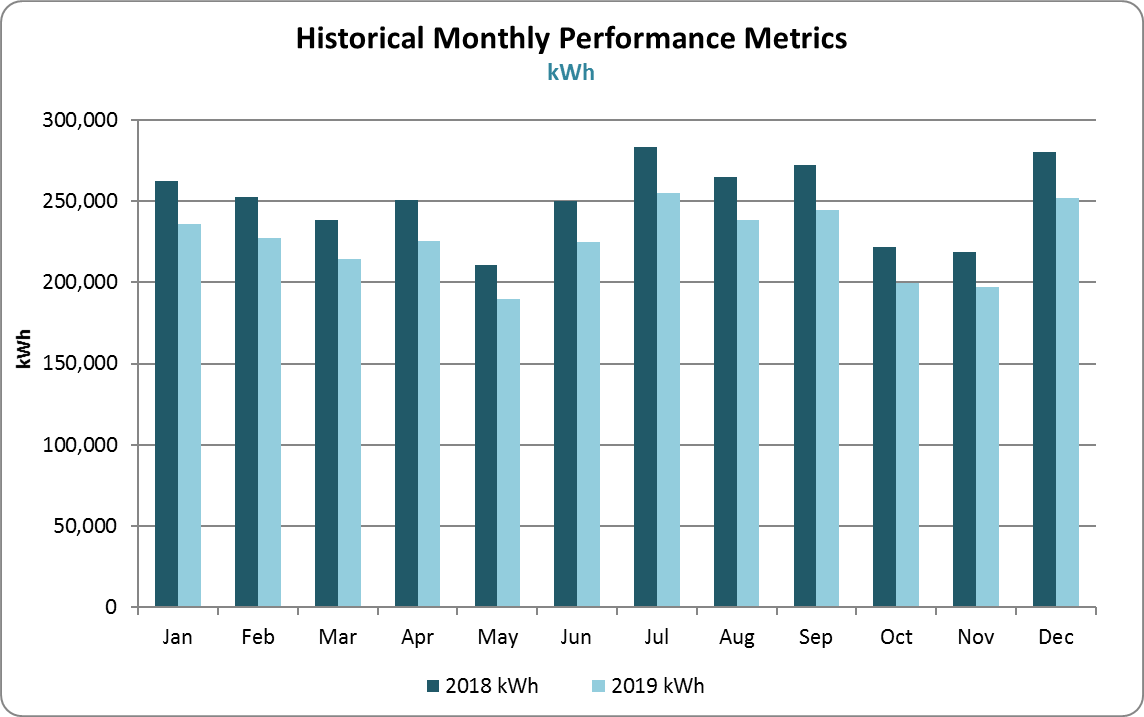 Historical Monthly Performance Metrics
kWh
300,000
250,000
200,000
150,000
100,000
50,000
0
kWh
Jan Feb Mar Apr May Jun Jul Aug Sep Oct Nov Dec
2018 kWh 2019 kWh